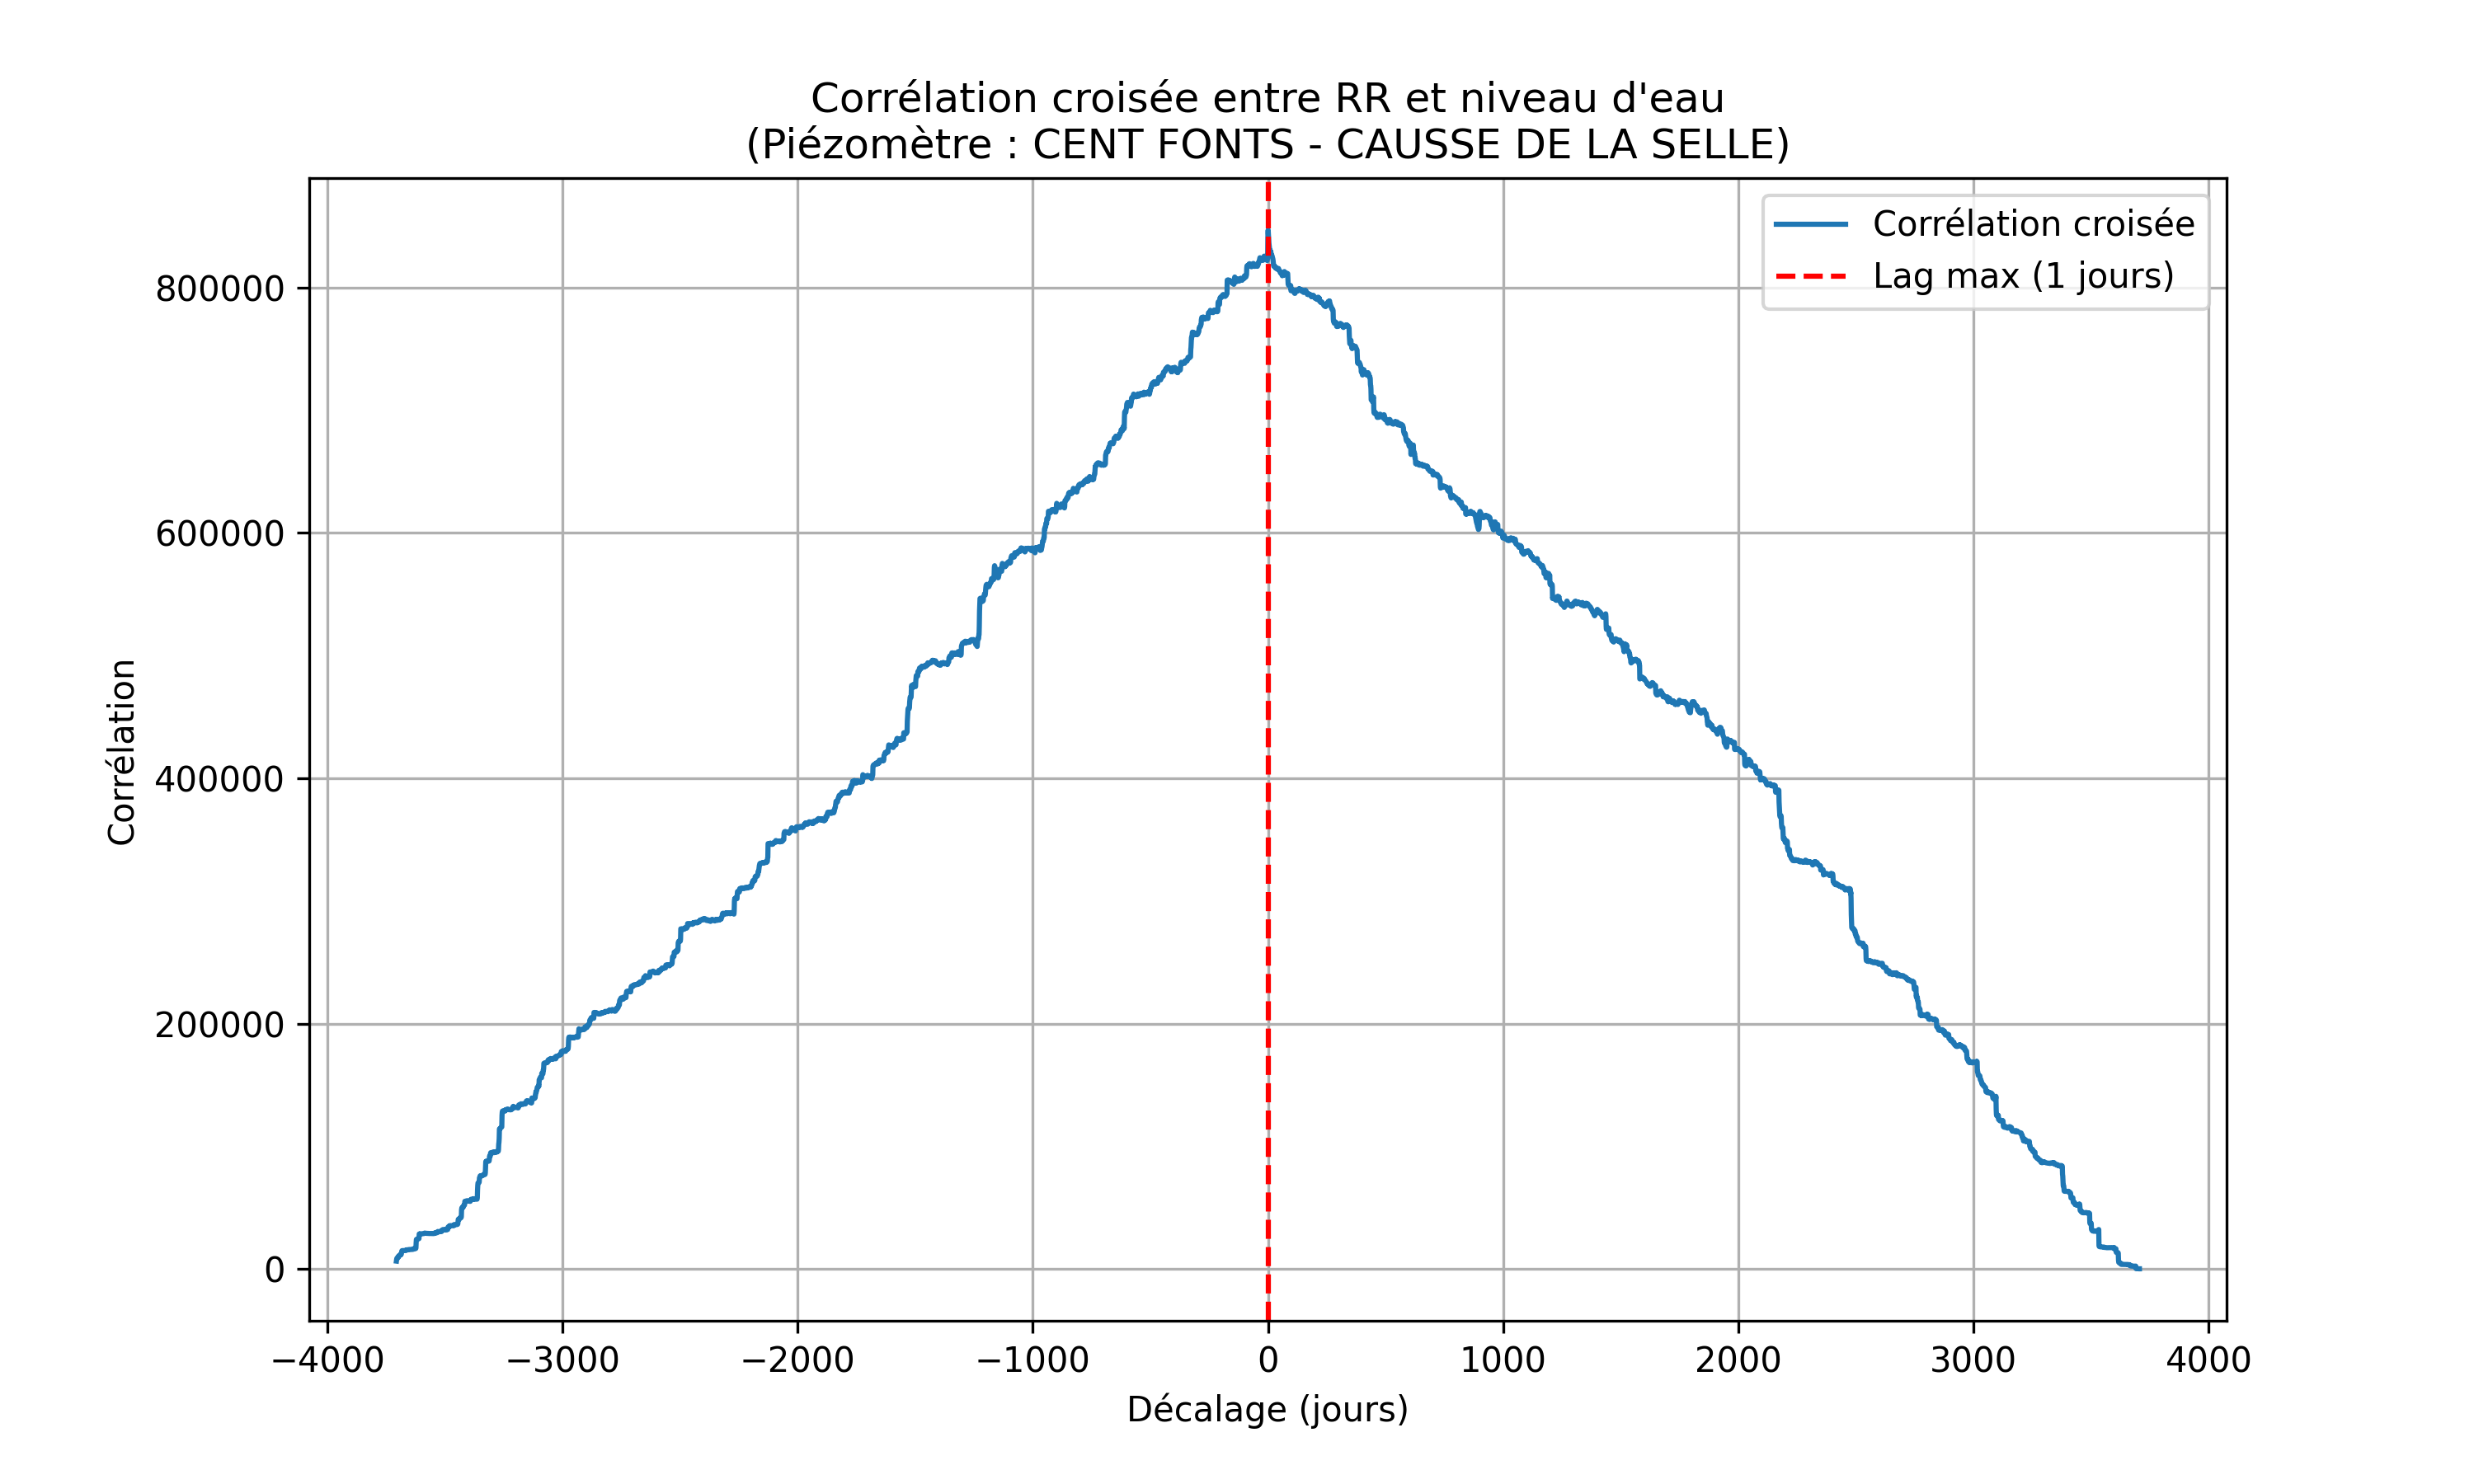 Corrélation croisée entre RR et niveau d'eau
(Piézomètre : CENT FONTS - CAUSSE DE LA SELLE)
Corrélation croisée
Lag max (1 jours)
Corrélation
800000
600000
400000
200000
0
−4000
−3000
−2000
−1000
0
1000
2000
3000
4000
Décalage (jours)